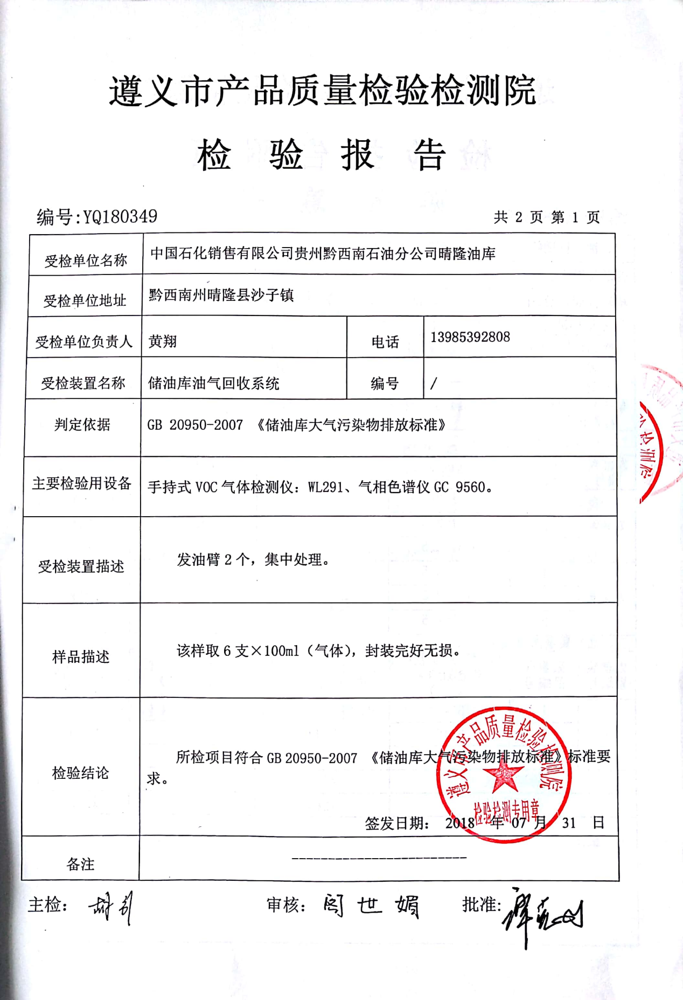 遵义市产品质量检验检测院
检 验 报 告
编号:YQ180349
共 2 页 第 1 页
受检单位名称 中国石化销售有限公司贵州黔西南石油分公司晴隆油库
受检单位地址 黔西南州晴隆县沙子镇
受检单位负责人 黄翔 电话 13985392808
受检装置名称 储油库油气回收系统 编号 /
判定依据 GB 20950-2007 《储油库大气污染物排放标准》
主要检验用设备 手持式 VOC 气体检测仪：WL291、气相色谱仪 GC 9560。
受检装置描述 发油臂 2 个，集中处理。
样品描述 该样取 6 支×100ml（气体），封装完好无损。
检验结论
所检项目符合 GB 20950-2007 《储油库大气污染物排放标准》标准要
求。
遵义市产品质量检验检测院
检验检测专用章
签发日期： 2018 年 07 月 31 日
备注 ------------------------
主检： 审核：闫世媚 批准: